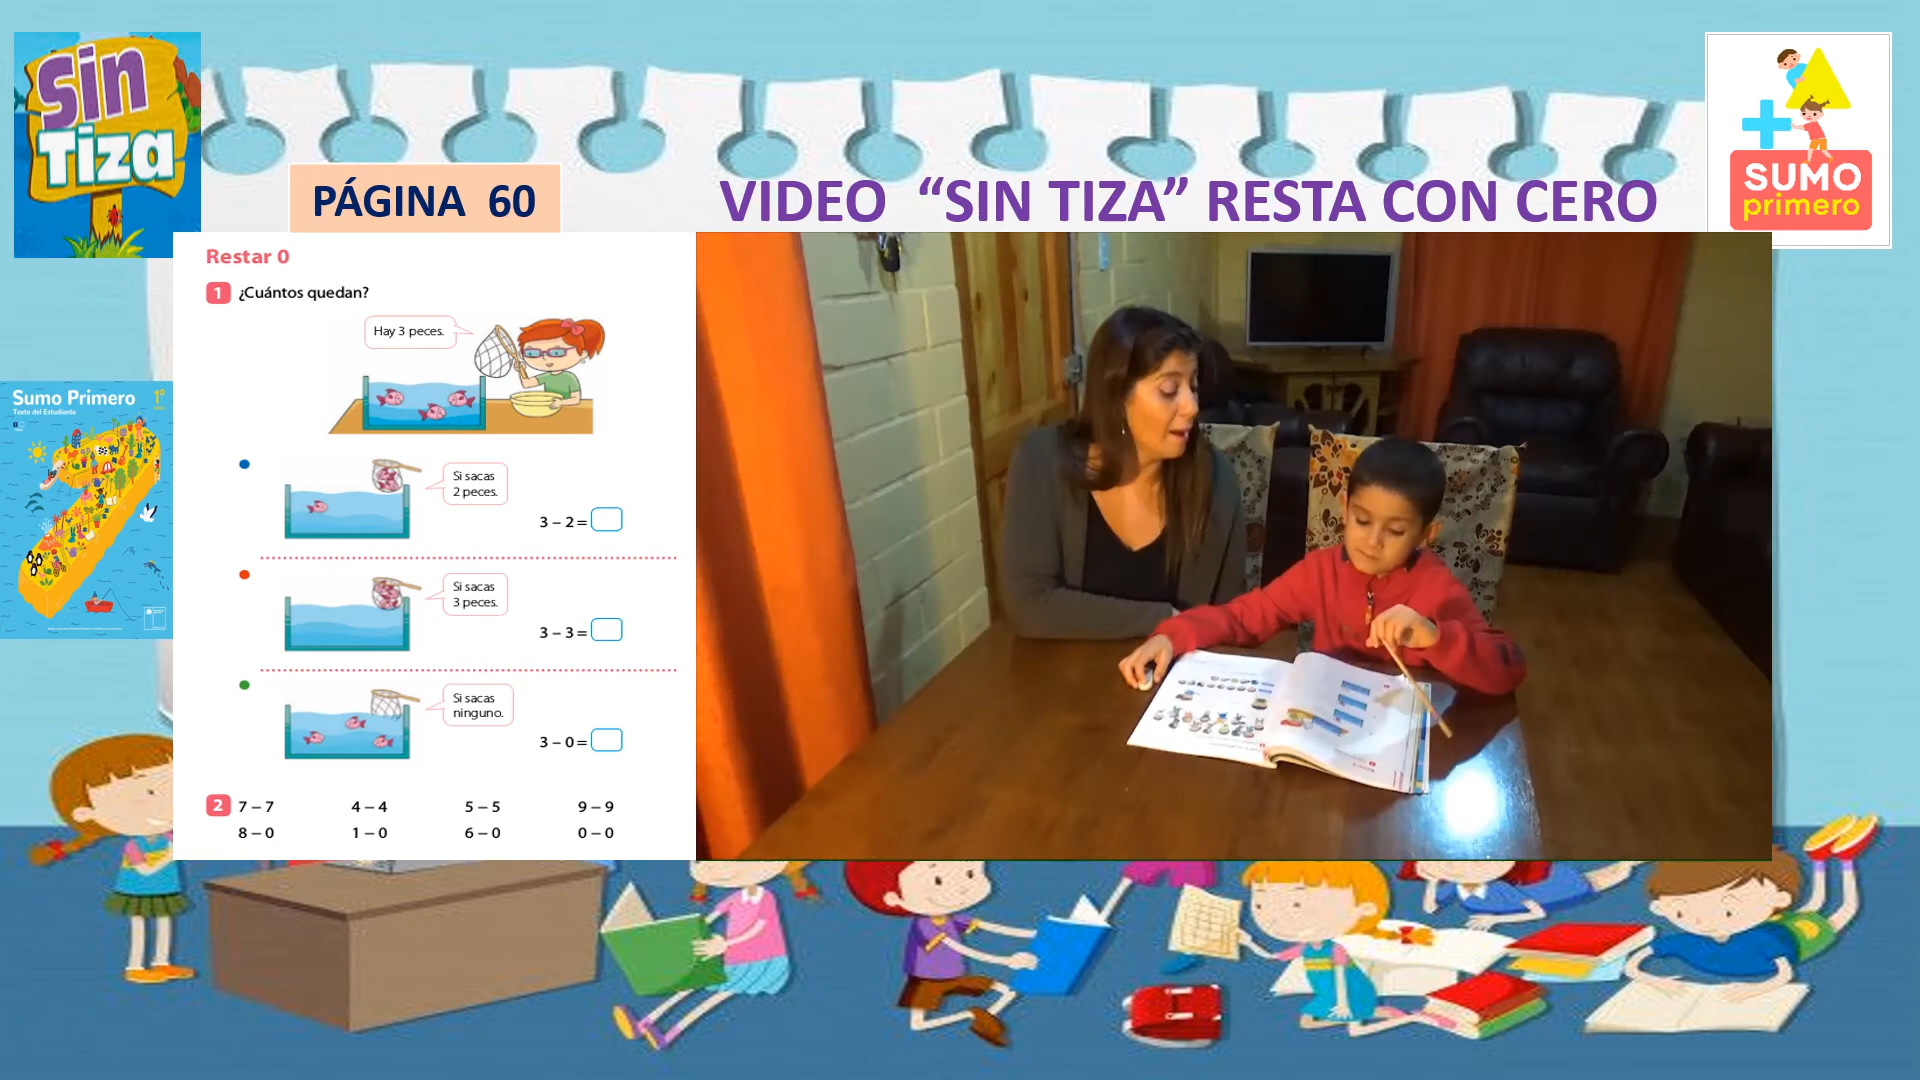 Sin
Tiza
PÁGINA 60
VIDEO “SIN TIZA” RESTA CON CERO
SUMO
primero
Restar 0
1 ¿Cuántos quedan?
Hay 3 peces.
Si sacas
2 peces.
3 – 2 =
Si sacas
3 peces.
3 – 3 =
Si sacas
ninguno.
3 – 0 =
2 7 – 7 4 – 4 5 – 5 9 – 9
8 – 0 1 – 0 6 – 0 0 – 0
Sumo Primero 1°
Texto del Estudiante